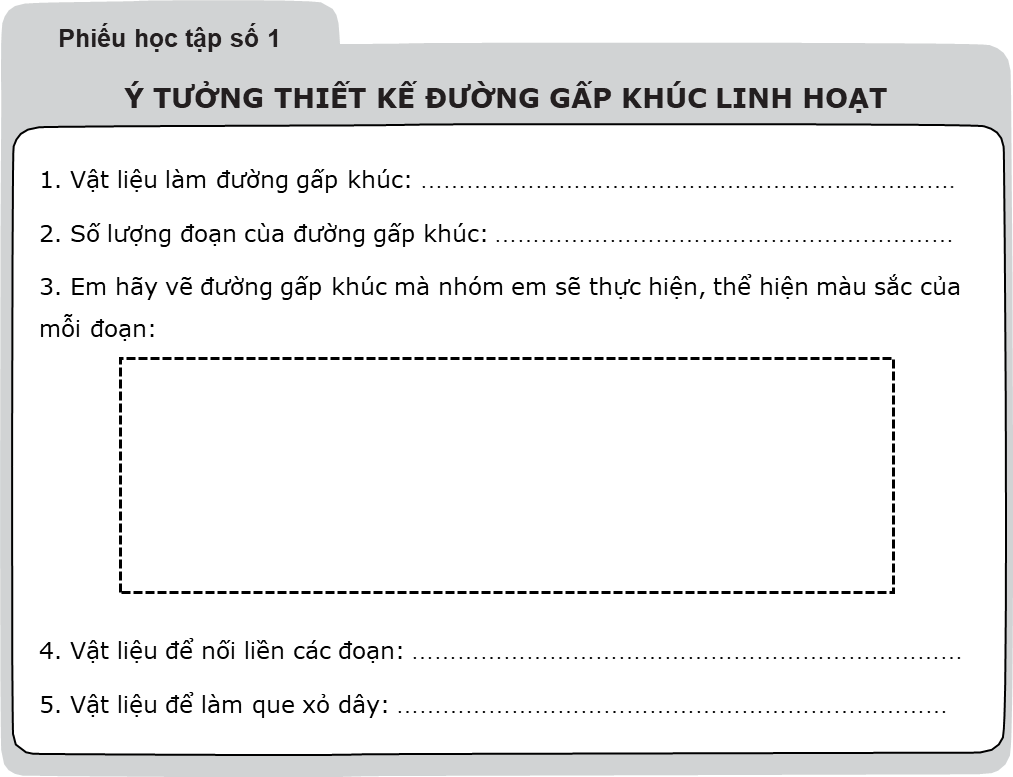 Phiếu học tập số 1
Ý TƯỞNG THIẾT KẾ ĐƯỜNG GẤP KHÚC LINH HOẠT
1. Vật liệu làm đường gấp khúc: ......................................................................
2. Số lượng đoạn cùa đường gấp khúc: ............................................................
3. Em hãy vẽ đường gấp khúc mà nhóm em sẽ thực hiện, thể hiện màu sắc của
mỗi đoạn:
4. Vật liệu để nối liền các đoạn: ........................................................................
5. Vật liệu để làm que xỏ dây: ........................................................................